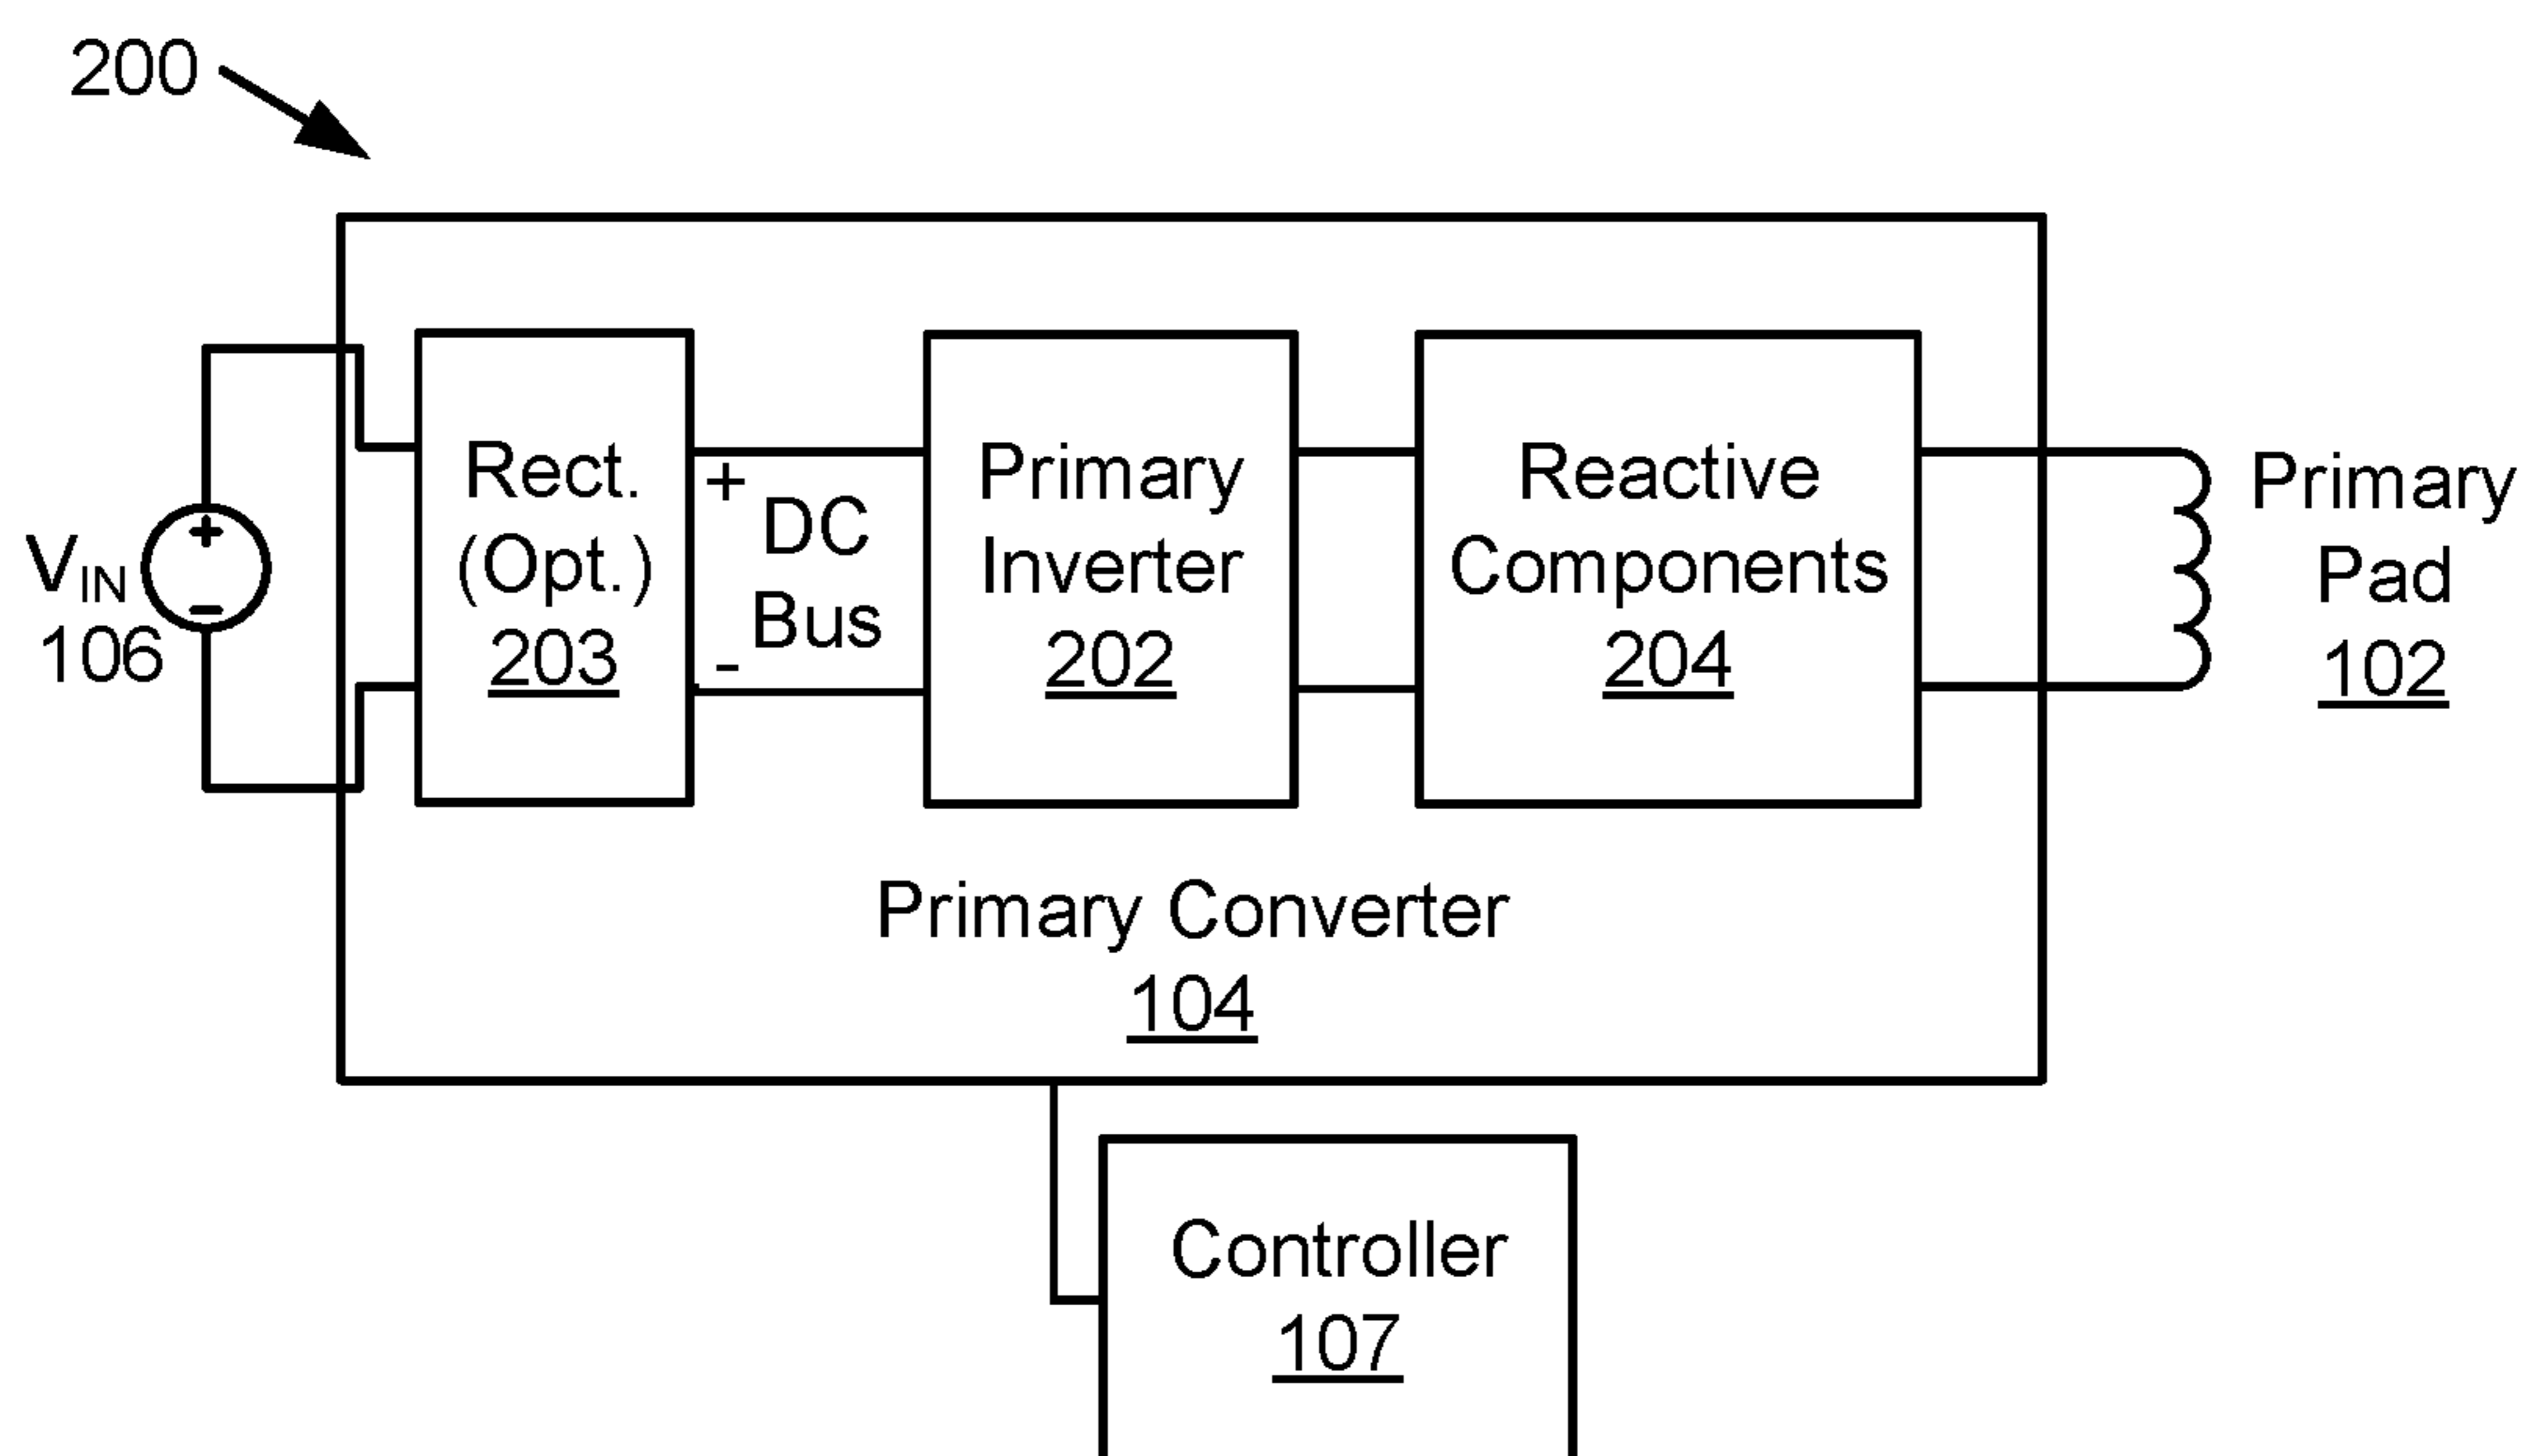 200
VIN
106
Rect.
(Opt.)
203
+
DC
Bus
-
Primary
Inverter
202
Reactive
Components
204
Primary
Pad
102
Primary Converter
104
Controller
107